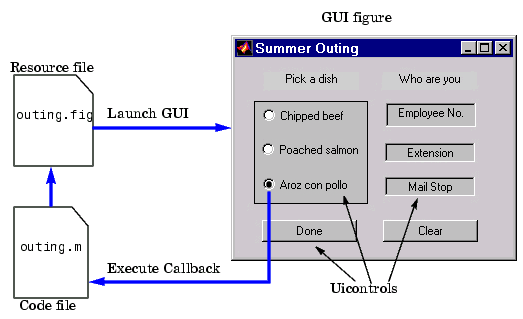 GUI figure
Summer Outing
Resource file
outing.fig
Launch GUI
Pick a dish
Who are you
Chipped beef
Poached salmon
Aroz con pollo
Employee No.
Extension
Mail Stop
Done
Clear
outing.m
Execute Callback
Uicontrols
Code file